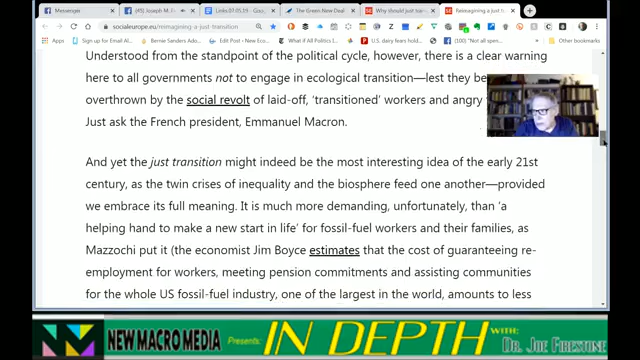 Messenger
(45) Joseph M. F
Links 07/05/19
The Green New Deal
Why should just tran
Reimagining a just t
socialeurope.eu/reimagining-a-just-transition
Apps
Sign up for Email Al...
Bernie Sanders Ado...
What if All Politics I...
U.S. dairy fears hold...
(83) "Not all spen...
Other bookmarks
Understood from the standpoint of the political cycle, however, there is a clear warning
here to all governments not to engage in ecological transition—lest they be
overthrown by the social revolt of laid-off, ‘transitioned’ workers and angry
Just ask the French president, Emmanuel Macron.
And yet the just transition might indeed be the most interesting idea of the early 21st
century, as the twin crises of inequality and the biosphere feed one another—provided
we embrace its full meaning. It is much more demanding, unfortunately, than ‘a
helping hand to make a new start in life’ for fossil-fuel workers and their families, as
Mazzochi put it (the economist Jim Boyce estimates that the cost of guaranteeing re-
employment for workers, meeting pension commitments and assisting communities
for the whole US fossil-fuel industry, one of the largest in the world, amounts to less
NEW MACRO MEDIA Presents: IN DEPTH WITH: DR. JOE FIRESTONE